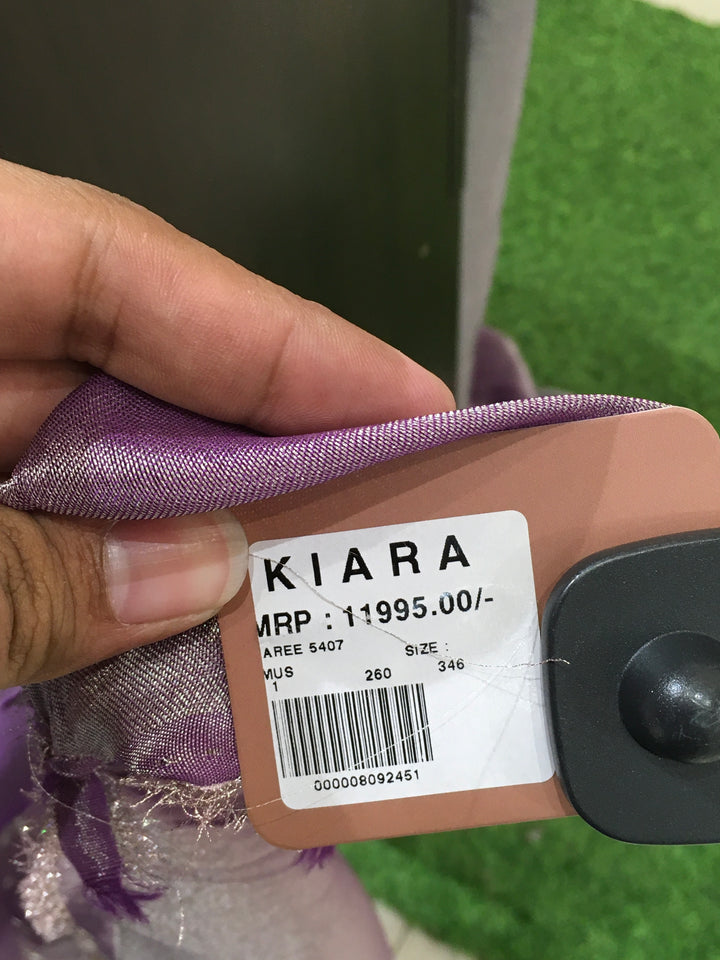 KIARA
MRP : 11995.00/-
AREE 5407 SIZE :
MUS 260 346
1
000008092451